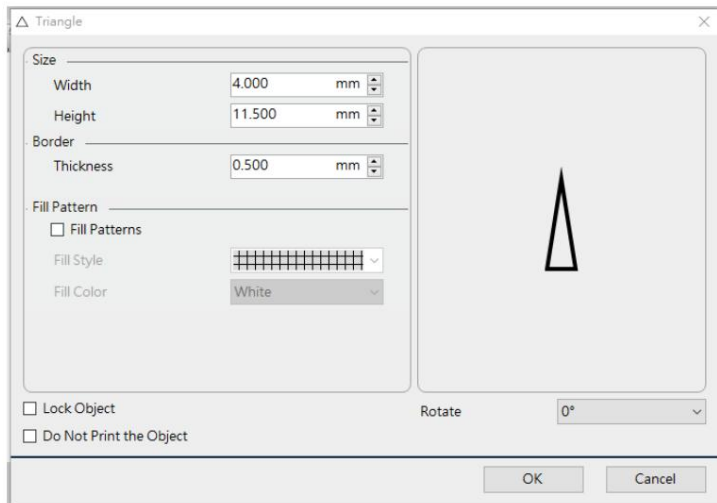 Triangle
Size
Width 4.000 mm
Height 11.500 mm
Border
Thickness 0.500 mm
Fill Pattern
Fill Patterns
Fill Style
Fill Color White
Lock Object
Do Not Print the Object
Rotate 0°
OK Cancel